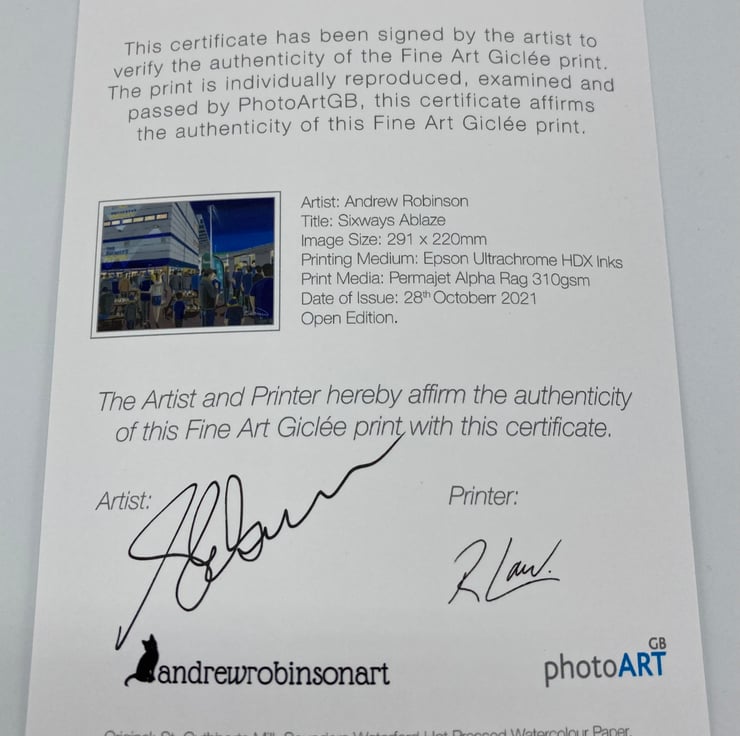 This certificate has been signed by the artist to
verify the authenticity of the Fine Art Giclée print.
The print is individually reproduced, examined and
passed by PhotoArtGB, this certificate affirms
the authenticity of this Fine Art Giclée print.
Artist: Andrew Robinson
Title: Sixways Ablaze
Image Size: 291 x 220mm
Printing Medium: Epson Ultrachrome HDX Inks
Print Media: Permajet Alpha Rag 310gsm
Date of Issue: 28th Octoberr 2021
Open Edition.
The Artist and Printer hereby affirm the authenticity
of this Fine Art Giclée print with this certificate.
Artist:
Printer:
R Law.
andrewrobinsonart
photoART GB
Watercolour Paper.